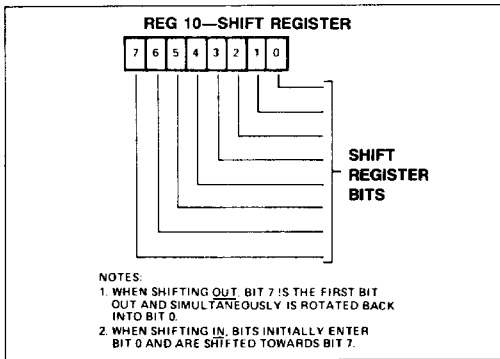 REG 10—SHIFT REGISTER
7 6 5 4 3 2 1 0
SHIFT
REGISTER
BITS
NOTES:
1. WHEN SHIFTING OUT, BIT 7 IS THE FIRST BIT
OUT AND SIMULTANEOUSLY IS ROTATED BACK
INTO BIT 0.
2. WHEN SHIFTING IN, BITS INITIALLY ENTER
BIT 0 AND ARE SHIFTED TOWARDS BIT 7.